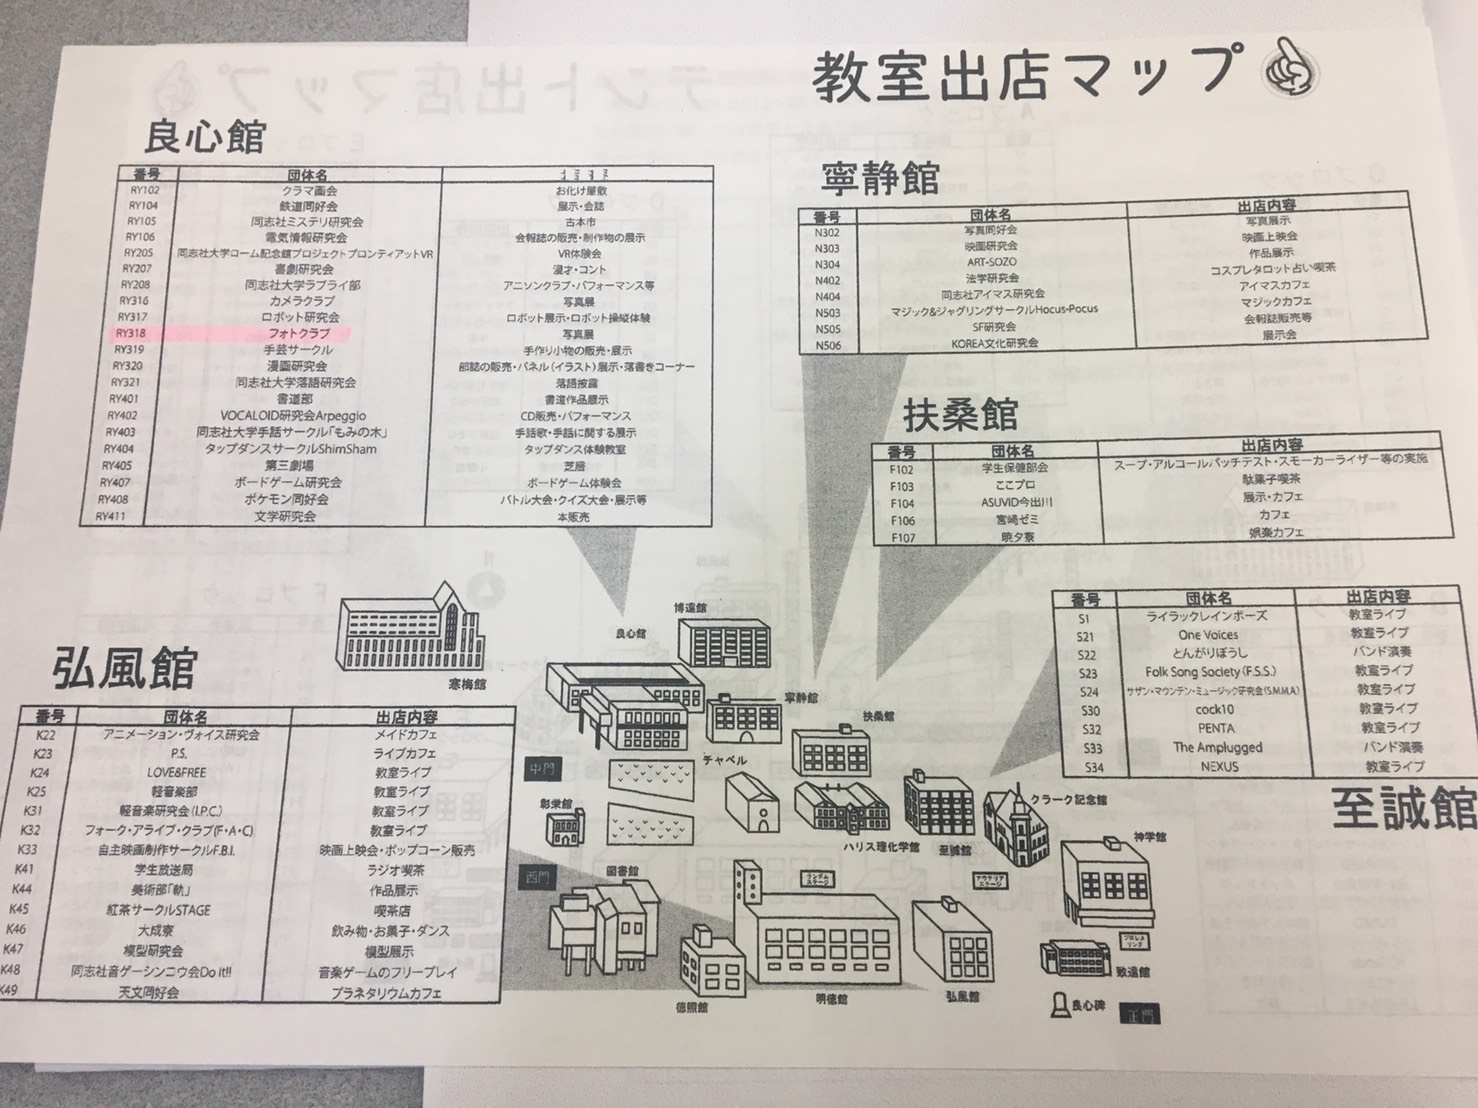 教室出店マップ
良心館
番号 団体名
RY102 クラマ画会 お化け屋敷
RY104 鉄道同好会 展示・会誌
RY105 同志社ミステリ研究会 古本市
RY106 電気情報研究会 会報誌の販売・制作物の展示
RY205 同志社大学ローム記念館プロジェクトプロンティアットVR VR体験会
RY207 喜劇研究会 漫才・コント
RY208 同志社大学ラブライ部 アニソンクラブ・パフォーマンス等
RY316 カメラクラブ 写真展
RY317 ロボット研究会 ロボット展示・ロボット操縦体験
RY318 フォトクラブ 写真展
RY319 手芸サークル 手作り小物の販売・展示
RY320 漫画研究会 部誌の販売・パネル(イラスト)展示・落書きコーナー
RY321 同志社大学落語研究会 落語披露
RY401 書道部 書道作品展示
RY402 VOCALOID研究会Arpeggio CD販売・パフォーマンス
RY403 同志社大学手話サークル「もみの木」 手話歌・手話に関する展示
RY404 タップダンスサークルShimSham タップダンス体験教室
RY405 第三劇場 芝居
RY407 ボードゲーム研究会 ボードゲーム体験会
RY408 ポケモン同好会 バトル大会・クイズ大会・展示等
RY411 文学研究会 本販売
寧静館
番号 団体名 出店内容
N302 写真同好会 写真展示
N303 映画研究会 映画上映会
N304 ART-SOZO 作品展示
N402 法学研究会 コスプレタロット占い喫茶
N404 同志社アイマス研究会 アイマスカフェ
N503 マジック&ジャグリングサークルHocus-Pocus マジックカフェ
N505 SF研究会 会報誌販売等
N506 KOREA文化研究会 展示会
扶桑館
番号 団体名 出店内容
F102 学生保健部会 スープ・アルコールパッチテスト・スモーカーライザー等の実施
F103 ここプロ 駄菓子喫茶
F104 ASUVID今出川 展示・カフェ
F106 宮崎ゼミ カフェ
F107 暁夕寮 娯楽カフェ
番号 団体名 出店内容
S1 ライラックレインボーズ 教室ライブ
S21 One Voices 教室ライブ
S22 とんがりぼうし バンド演奏
S23 Folk Song Society(F.S.S.) 教室ライブ
S24 サザン・マウンテン・ミュージック研究会(S.M.M.A) 教室ライブ
S30 cock10 教室ライブ
S32 PENTA 教室ライブ
S33 The Amplugged バンド演奏
S34 NEXUS 教室ライブ
至誠館
弘風館
番号 団体名 出店内容
K22 アニメーション・ヴォイス研究会 メイドカフェ
K23 P.S. ライブカフェ
K24 LOVE&FREE 教室ライブ
K25 軽音楽部 教室ライブ
K31 軽音楽研究会(I.P.C.) 教室ライブ
K32 フォーク・アライブ・クラブ(F・A・C) 教室ライブ
K33 自主映画制作サークルF.B.I. 映画上映会・ポップコーン販売
K41 学生放送局 ラジオ喫茶
K44 美術部「軌」 作品展示
K45 紅茶サークルSTAGE 喫茶店
K46 大成寮 飲み物・お菓子・ダンス
K47 模型研究会 模型展示
K48 同志社音ゲーシンニウ会Do it!! 音楽ゲームのフリープレイ
K49 天文同好会 プラネタリウムカフェ
寒梅館
良心館
博遠館
寧静館
扶桑館
チャペル
中門
彰栄館
ハリス理化学館
至誠館
クラーク記念館
神学館
西門
図書館
ランダムステージ
アウサリアステージ
プロレスリング
徳照館
明徳館
弘風館
致遠館
良心碑
正門